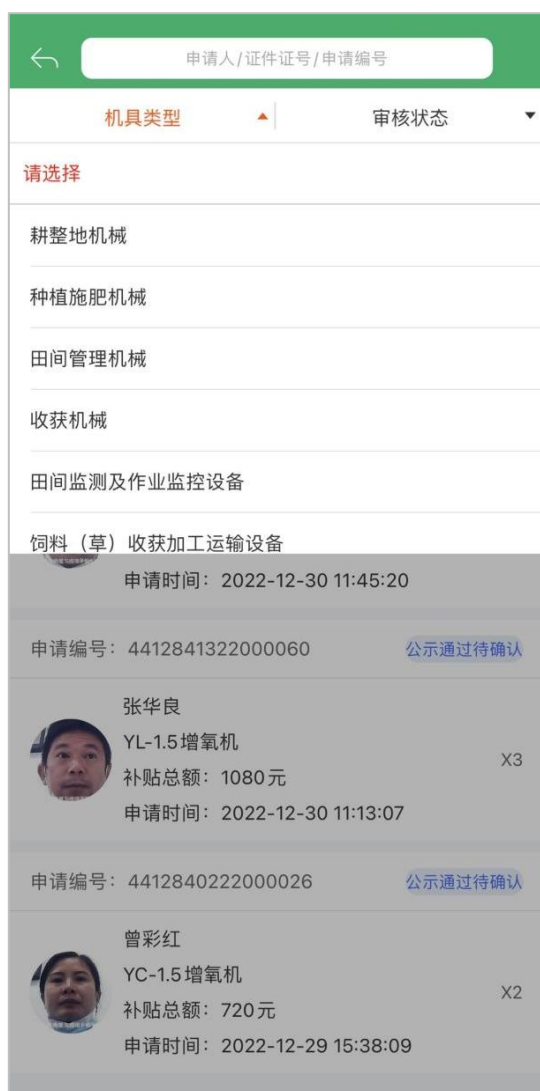 申请人/证件证号/申请编号
机具类型 审核状态
请选择
耕整地机械
种植施肥机械
田间管理机械
收获机械
田间监测及作业监控设备
饲料（草）收获加工运输设备
申请时间：2022-12-30 11:45:20
申请编号：4412841322000060 公示通过待确认
张华良
YL-1.5增氧机
X3
补贴总额：1080元
申请时间：2022-12-30 11:13:07
申请编号：4412840222000026 公示通过待确认
曾彩红
YC-1.5增氧机
X2
补贴总额：720元
申请时间：2022-12-29 15:38:09